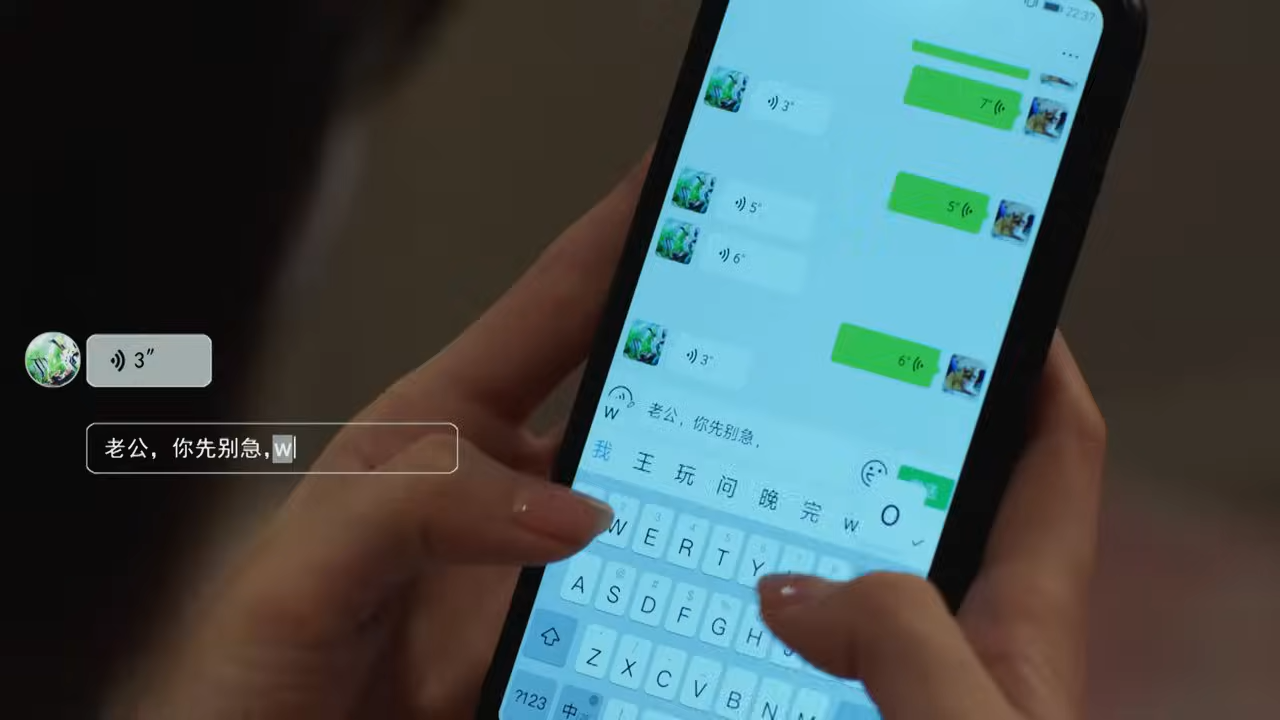 22:37
...
7"
3"
5"
5"
6"
6"
3"
3"
老公，你先别急,w
老公，你先别急，
w
我 王 玩 问 晚 完 w O
W E R T Y
A S D F G H J
Z X C V B N M
?123 中